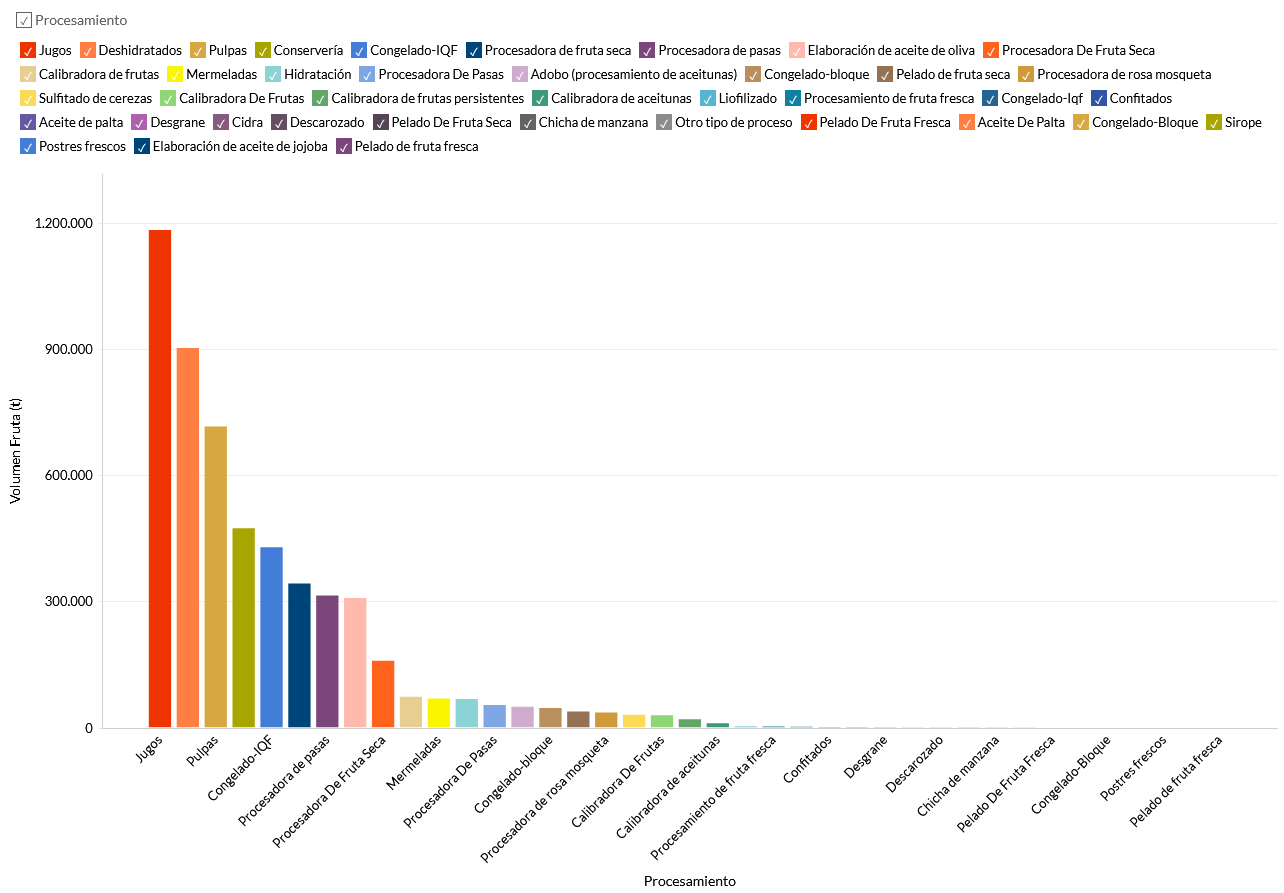 Procesamiento
Jugos Deshidratados Pulpas Conservería Congelado-IQF Procesadora de fruta seca Procesadora de pasas Elaboración de aceite de oliva Procesadora De Fruta Seca
Calibradora de frutas Mermeladas Hidratación Procesadora De Pasas Adobo (procesamiento de aceitunas) Congelado-bloque Pelado de fruta seca Procesadora de rosa mosqueta
Sulfitado de cerezas Calibradora De Frutas Calibradora de frutas persistentes Calibradora de aceitunas Liofilizado Procesamiento de fruta fresca Congelado-Iqf Confitados
Aceite de palta Desgrane Cidra Descarozado Pelado De Fruta Seca Chicha de manzana Otro tipo de proceso Pelado De Fruta Fresca Aceite De Palta Congelado-Bloque Sirope
Postres frescos Elaboración de aceite de jojoba Pelado de fruta fresca
Volumen Fruta (t)
1.200.000
900.000
600.000
300.000
0
Jugos
Pulpas
Congelado-IQF
Procesadora de pasas
Procesadora De Fruta Seca
Mermeladas
Procesadora De Pasas
Congelado-bloque
Procesadora de rosa mosqueta
Calibradora De Frutas
Calibradora de aceitunas
Procesamiento de fruta fresca
Confitados
Desgrane
Descarozado
Chicha de manzana
Pelado De Fruta Fresca
Congelado-Bloque
Postres frescos
Pelado de fruta fresca
Procesamiento